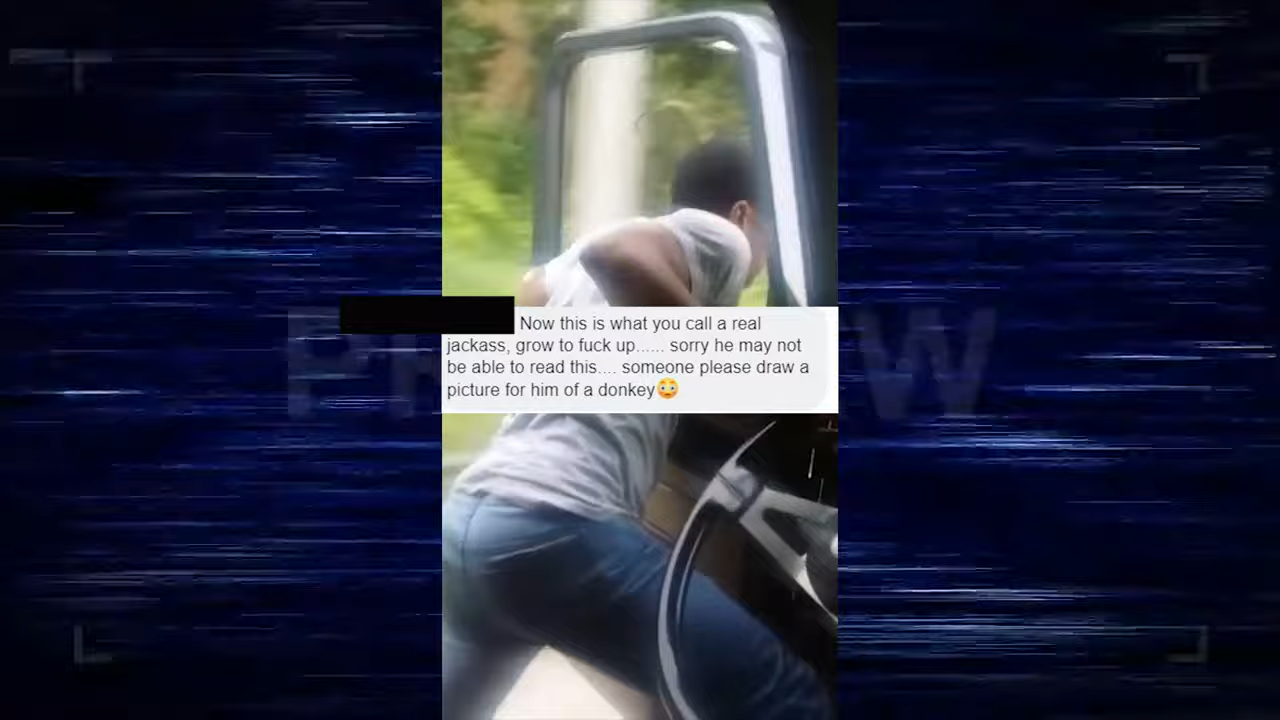 Now this is what you call a real
jackass, grow to fuck up...... sorry he may not
be able to read this.... someone please draw a
picture for him of a donkey😳